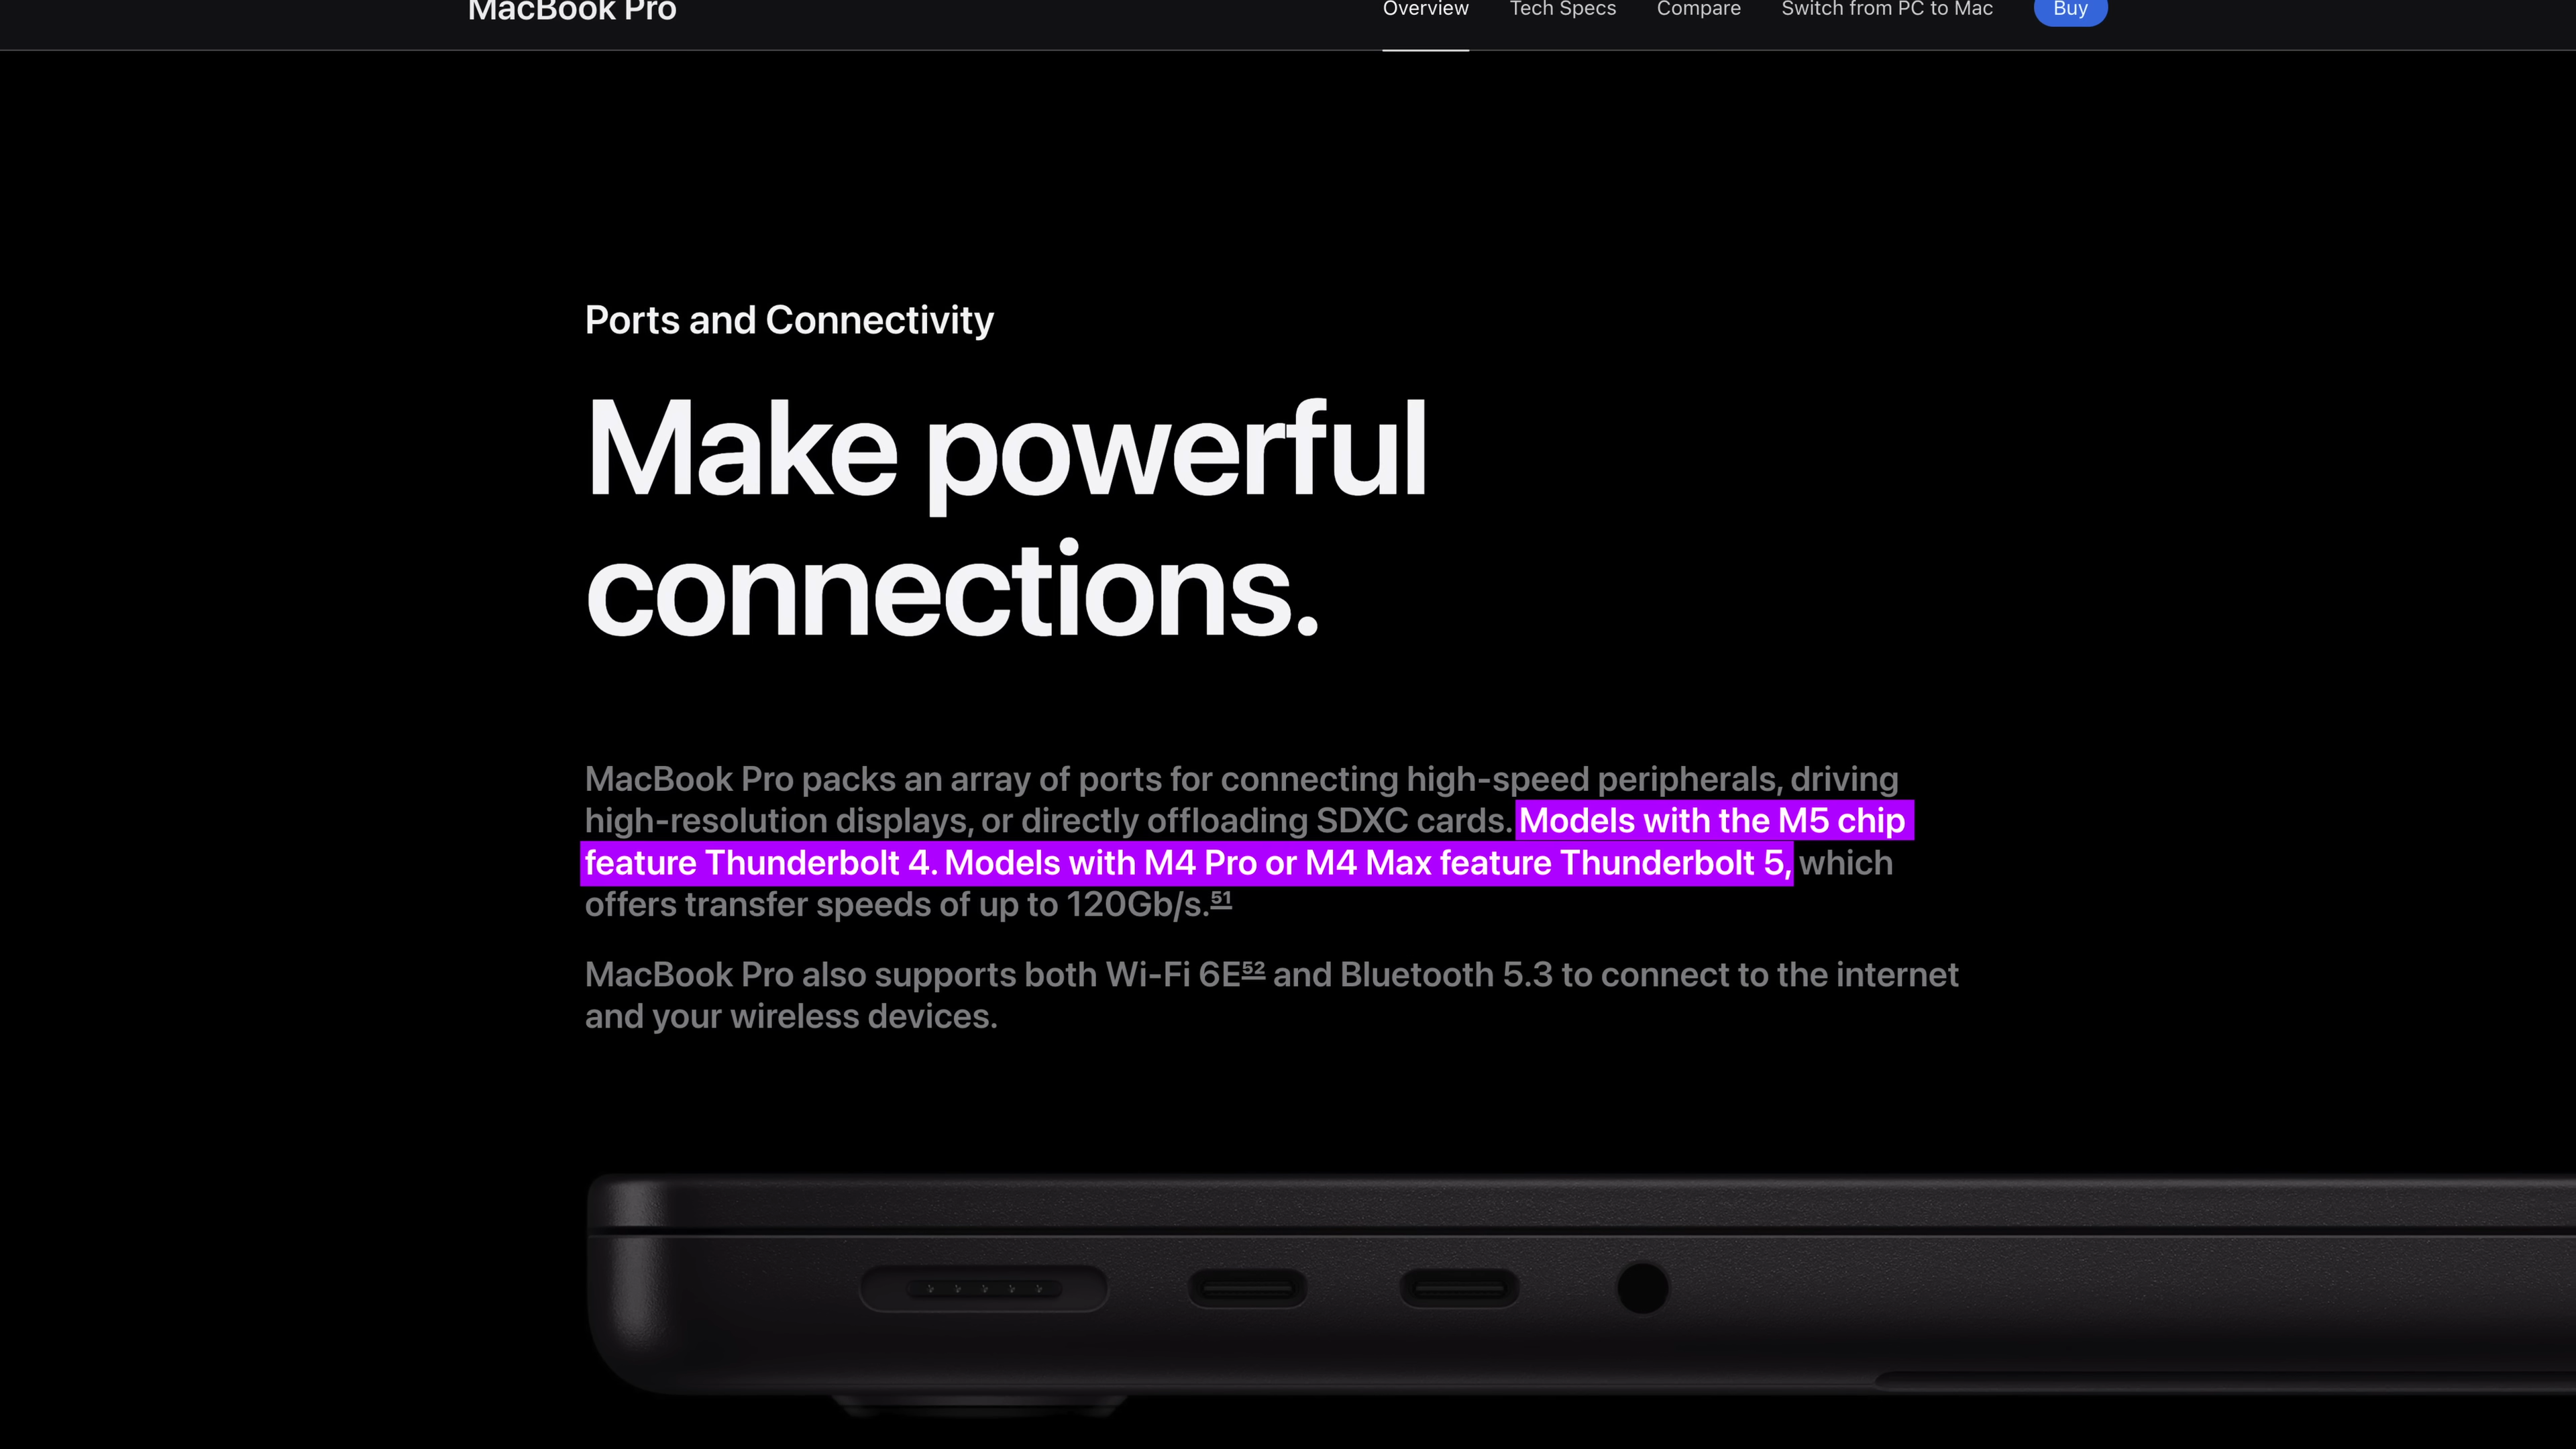 MacBook Pro
Overview Tech Specs Compare Switch from PC to Mac Buy
Ports and Connectivity
Make powerful
connections.
MacBook Pro packs an array of ports for connecting high-speed peripherals, driving
high-resolution displays, or directly offloading SDXC cards. Models with the M5 chip
feature Thunderbolt 4. Models with M4 Pro or M4 Max feature Thunderbolt 5, which
offers transfer speeds of up to 120Gb/s.51
MacBook Pro also supports both Wi-Fi 6E52 and Bluetooth 5.3 to connect to the internet
and your wireless devices.